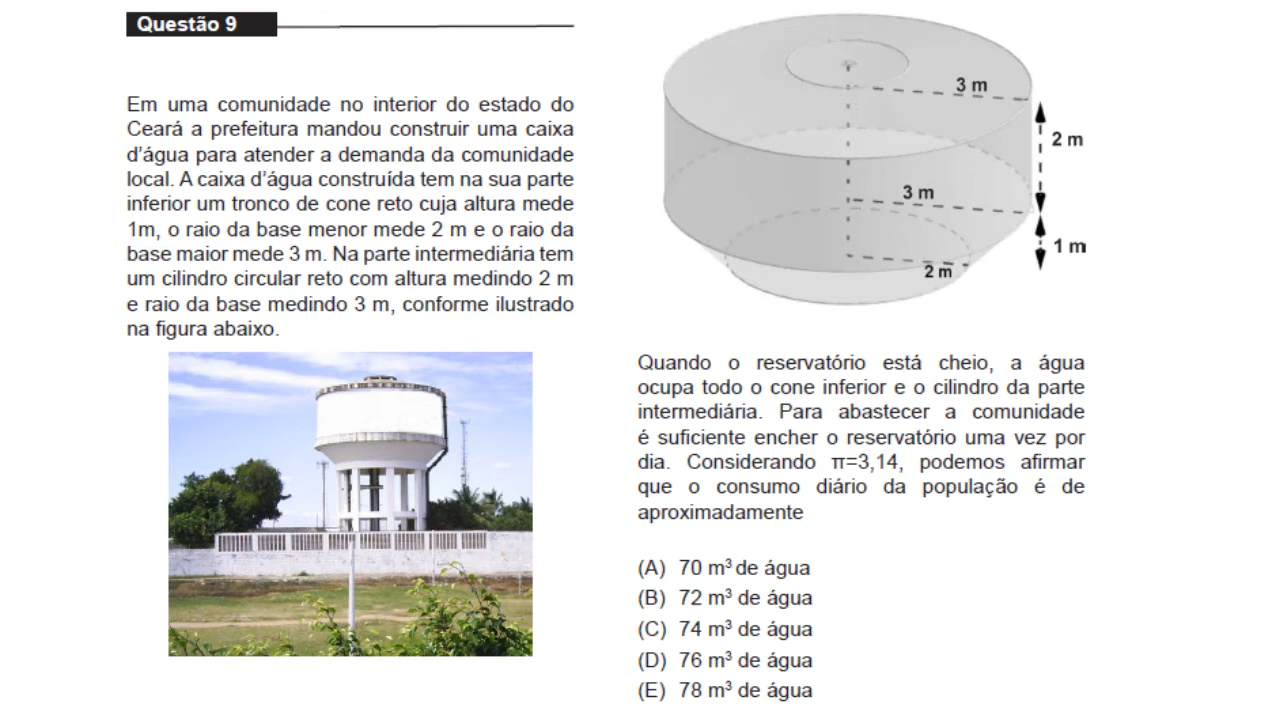 Questão 9
Em uma comunidade no interior do estado do
Ceará a prefeitura mandou construir uma caixa
d’água para atender a demanda da comunidade
local. A caixa d’água construída tem na sua parte
inferior um tronco de cone reto cuja altura mede
1m, o raio da base menor mede 2 m e o raio da
base maior mede 3 m. Na parte intermediária tem
um cilindro circular reto com altura medindo 2 m
e raio da base medindo 3 m, conforme ilustrado
na figura abaixo.
3 m
2 m
3 m
1 m
2 m
Quando o reservatório está cheio, a água
ocupa todo o cone inferior e o cilindro da parte
intermediária. Para abastecer a comunidade
é suficiente encher o reservatório uma vez por
dia. Considerando π=3,14, podemos afirmar
que o consumo diário da população é de
aproximadamente
(A) 70 m³ de água
(B) 72 m³ de água
(C) 74 m³ de água
(D) 76 m³ de água
(E) 78 m³ de água